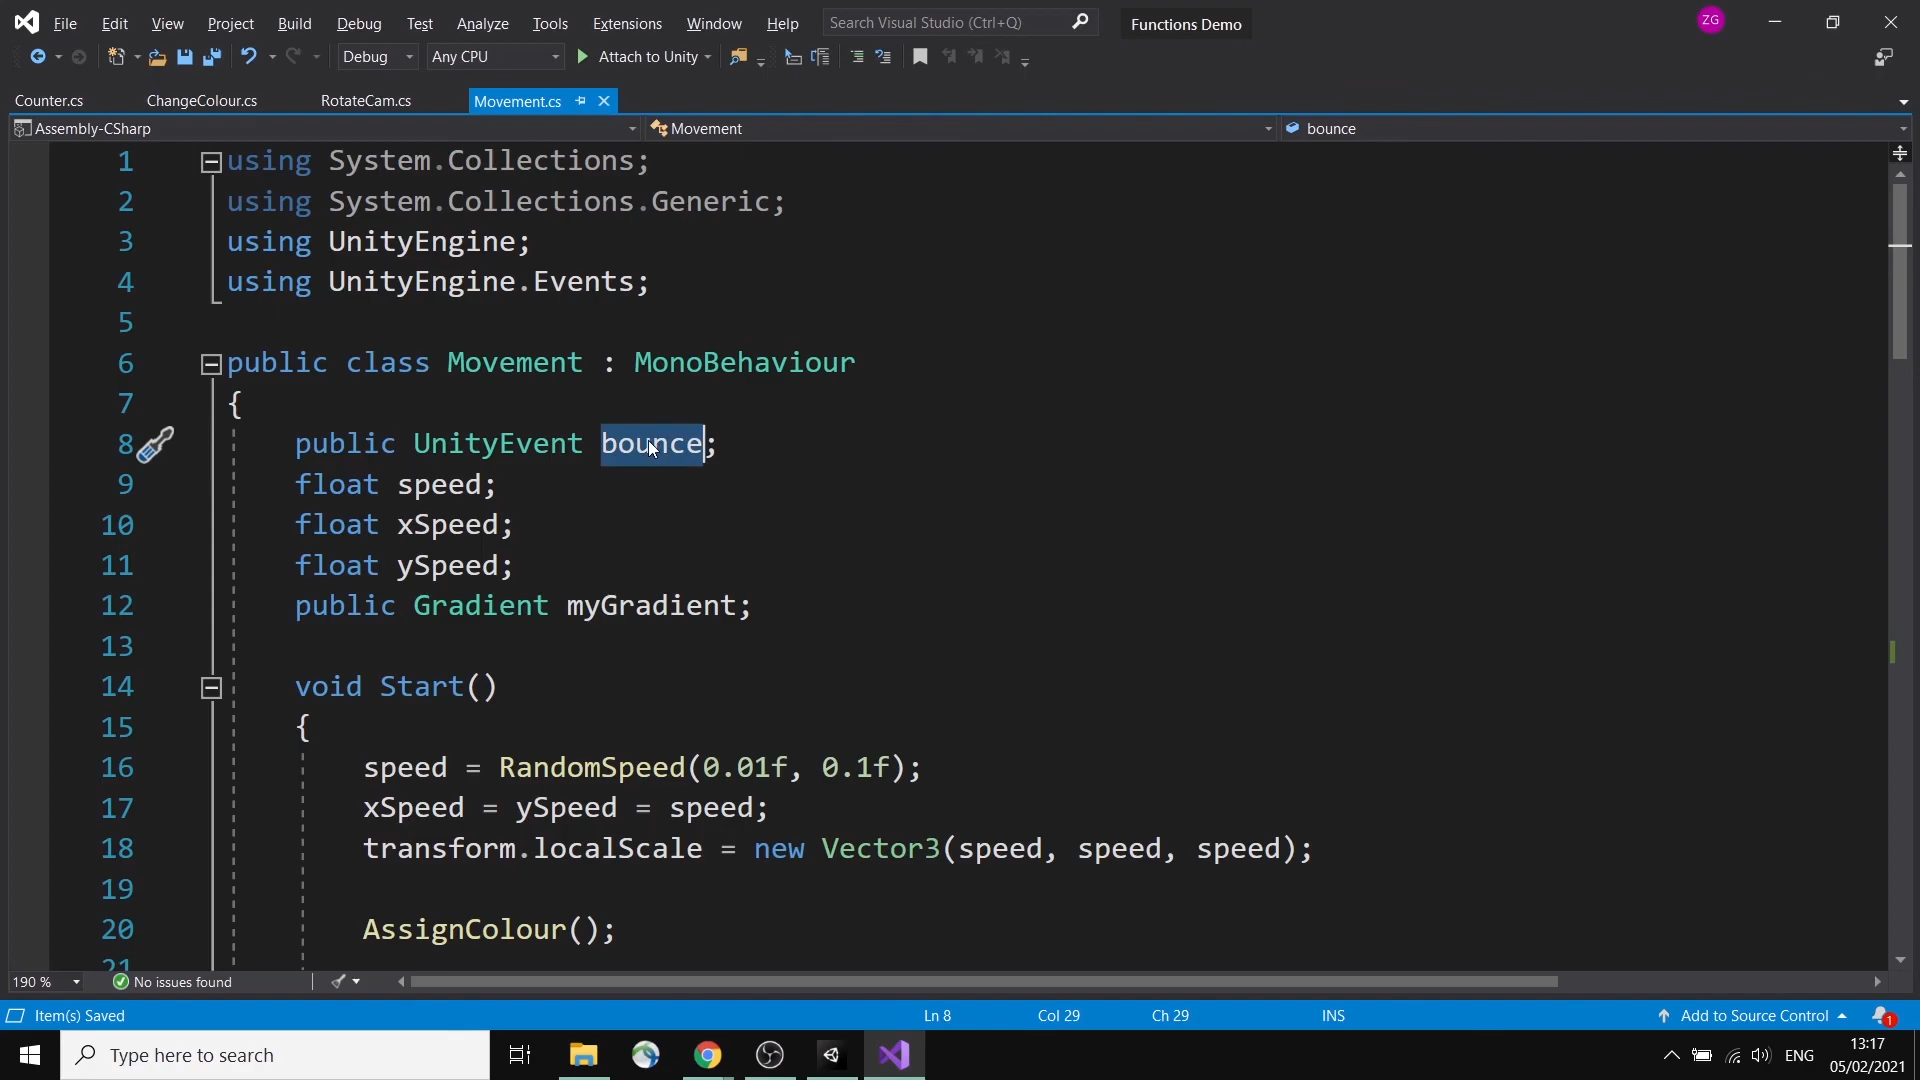 File Edit View Project Build Debug Test Analyze Tools Extensions Window Help Search Visual Studio (Ctrl+Q) Functions Demo ZG
Debug Any CPU Attach to Unity
Counter.cs ChangeColour.cs RotateCam.cs Movement.cs
Assembly-CSharp Movement bounce
1 using System.Collections;
2 using System.Collections.Generic;
3 using UnityEngine;
4 using UnityEngine.Events;
5
6 public class Movement : MonoBehaviour
7 {
8 public UnityEvent bounce;
9 float speed;
10 float xSpeed;
11 float ySpeed;
12 public Gradient myGradient;
13
14 void Start()
15 {
16 speed = RandomSpeed(0.01f, 0.1f);
17 xSpeed = ySpeed = speed;
18 transform.localScale = new Vector3(speed, speed, speed);
19
20 AssignColour();
21
190 % No issues found
Item(s) Saved Ln 8 Col 29 Ch 29 INS Add to Source Control 1
Type here to search ENG 13:17
05/02/2021